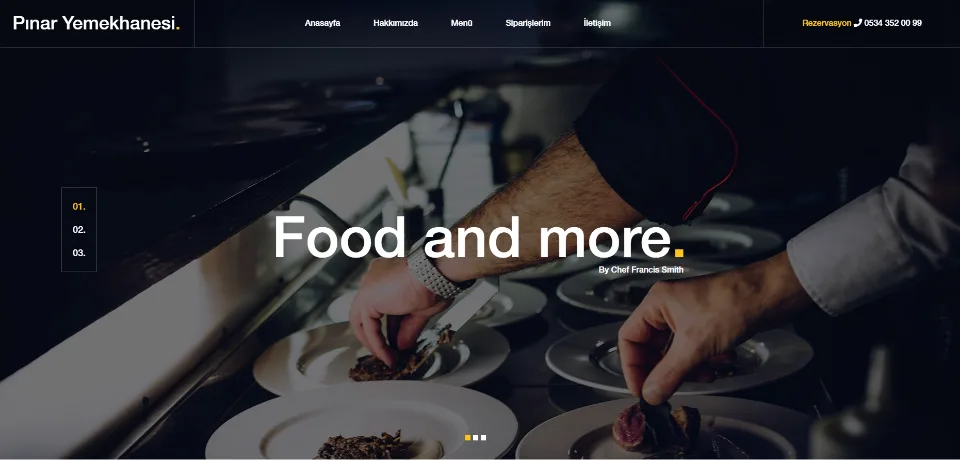 Pınar Yemekhanesi.
Anasayfa Hakkımızda Menü Siparişlerim İletişim
Rezervasyon 0534 352 00 99
01.
02.
03.
Food and more.
By Chef Francis Smith